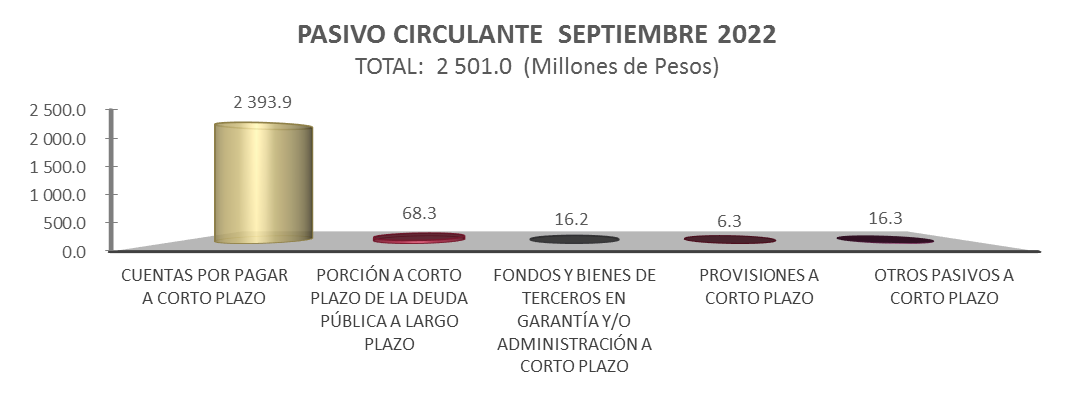 PASIVO CIRCULANTE  SEPTIEMBRE 2022
TOTAL:  2 501.0  (Millones de Pesos)
2 500.0
2 000.0
1 500.0
1 000.0
500.0
0.0
2 393.9
68.3
16.2
6.3
16.3
CUENTAS POR PAGAR
A CORTO PLAZO
PORCIÓN A CORTO
PLAZO DE LA DEUDA
PÚBLICA A LARGO
PLAZO
FONDOS Y BIENES DE
TERCEROS EN
GARANTÍA Y/O
ADMINISTRACIÓN A
CORTO PLAZO
PROVISIONES A
CORTO PLAZO
OTROS PASIVOS A
CORTO PLAZO